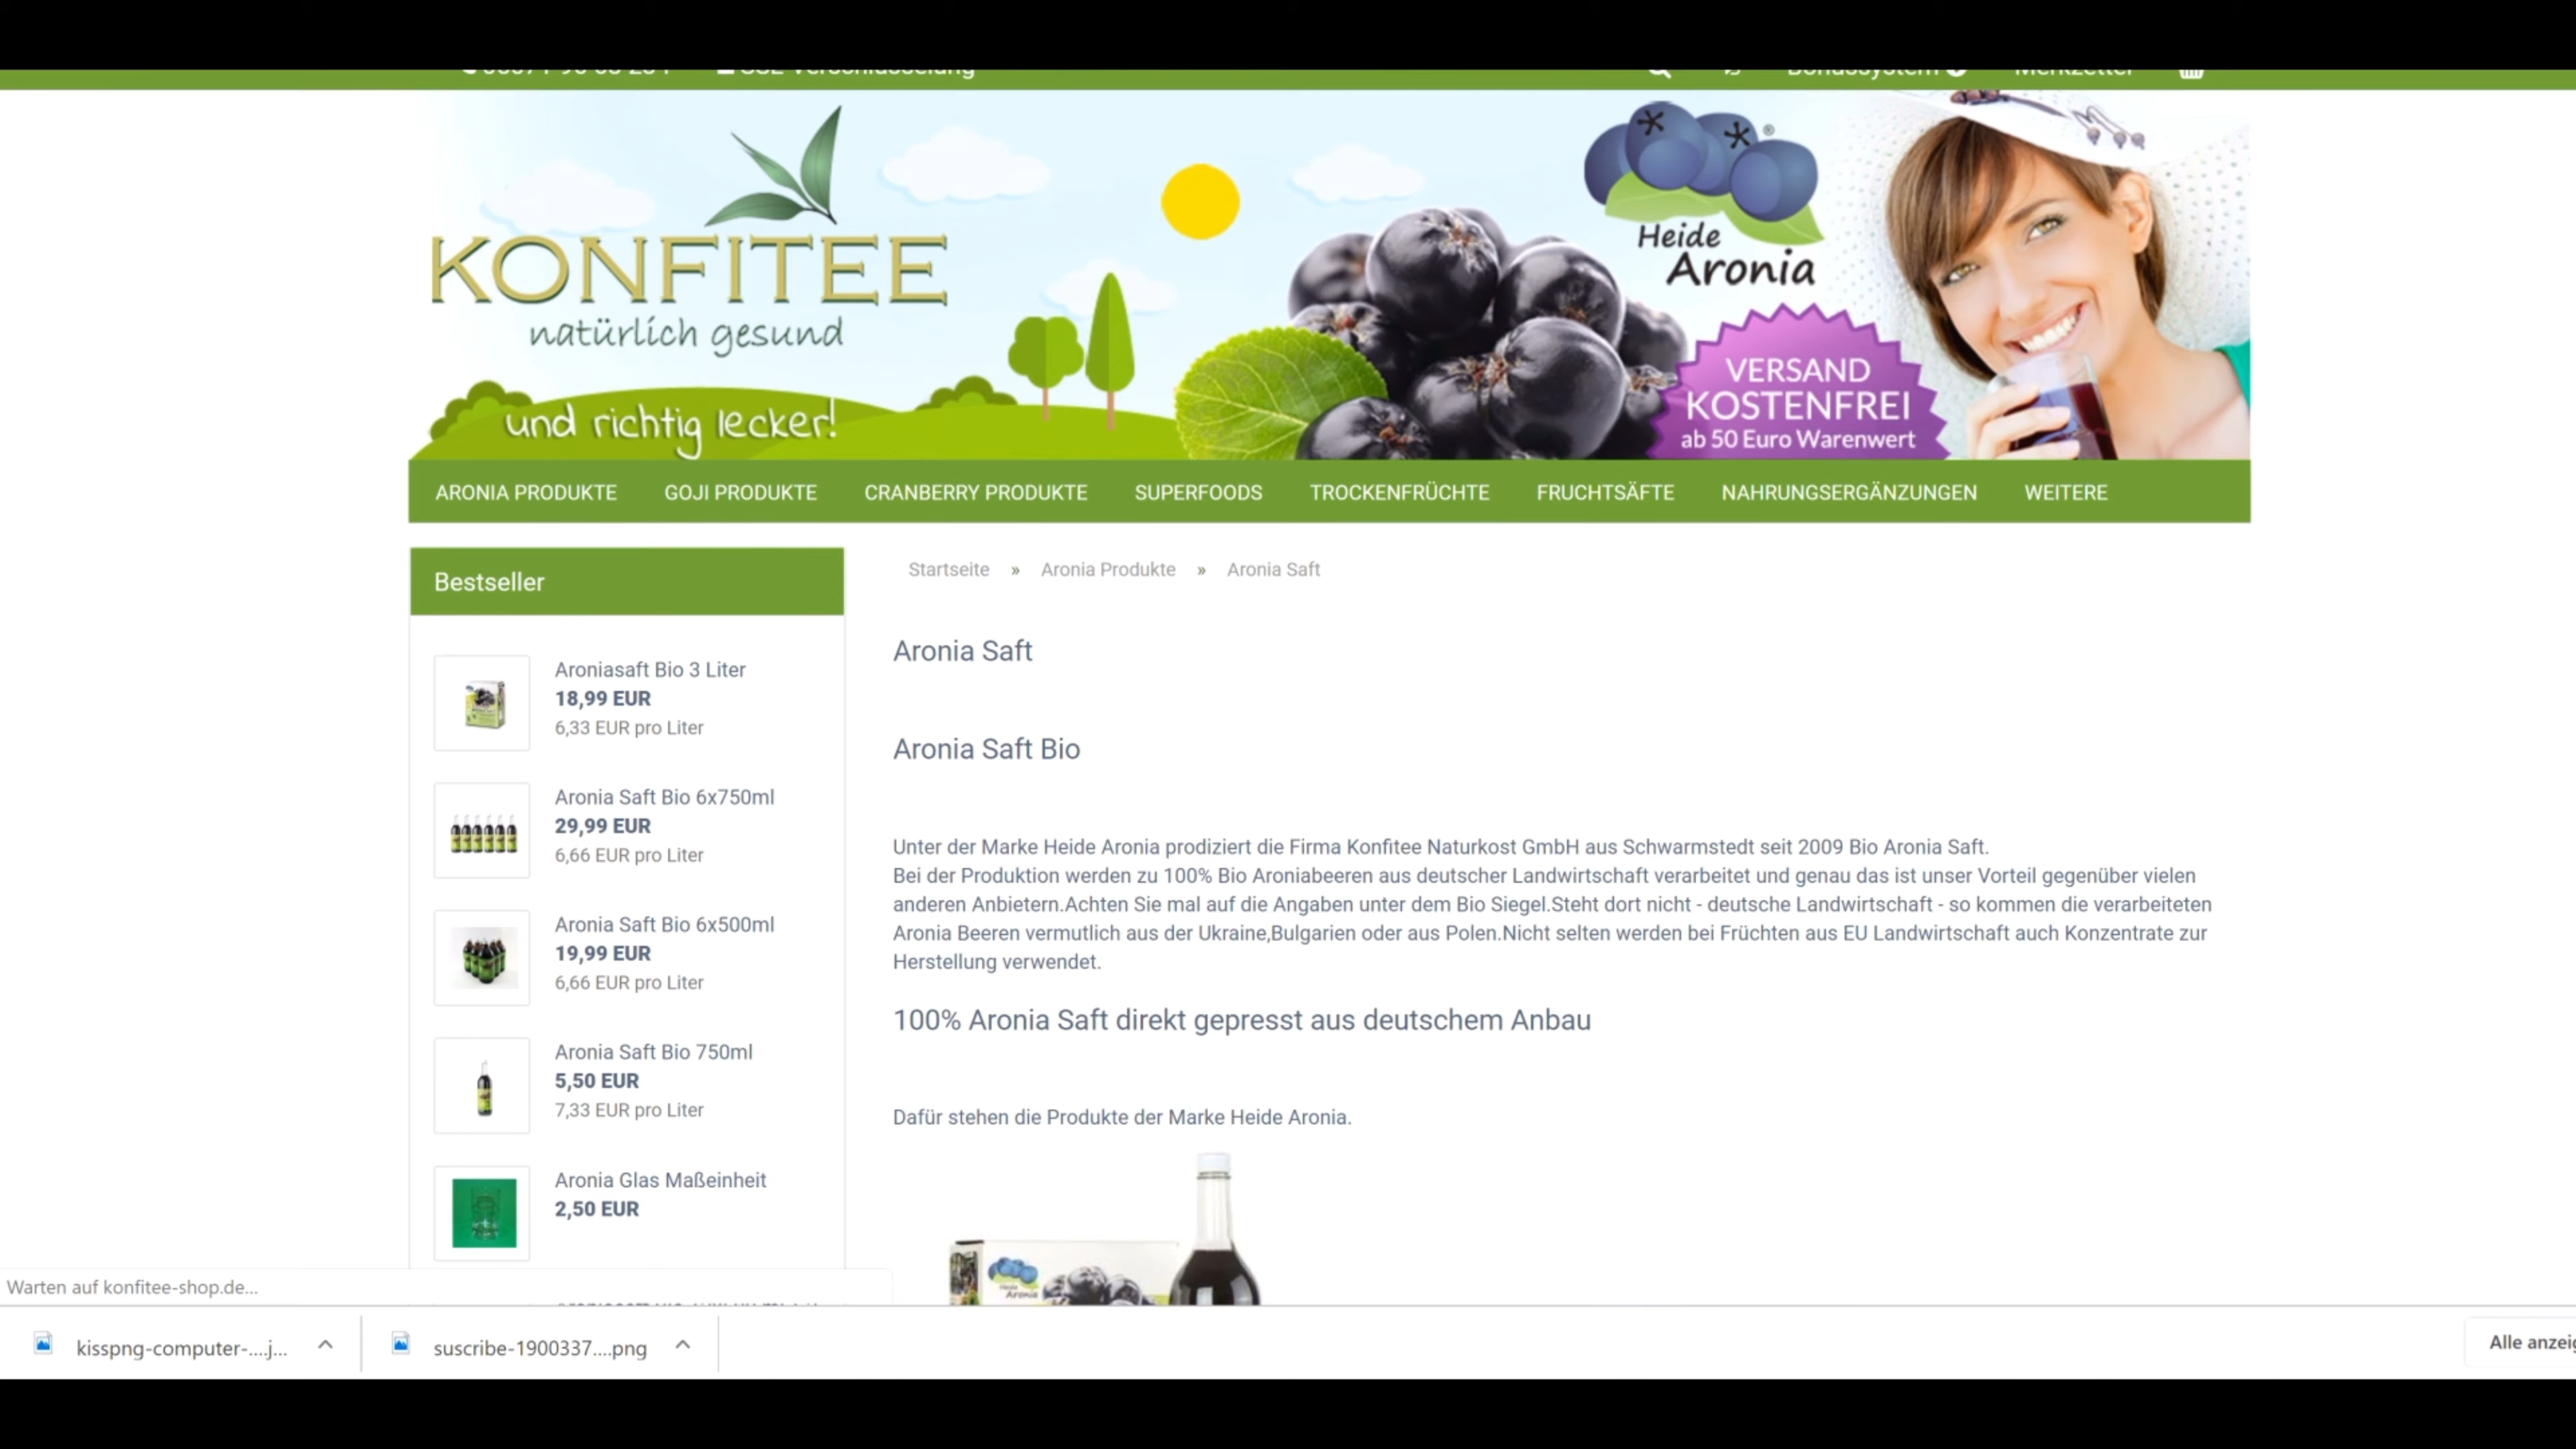 KONFITEE
natürlich gesund
und richtig lecker!
Heide
Aronia
®
VERSAND
KOSTENFREI
ab 50 Euro Warenwert
ARONIA PRODUKTE GOJI PRODUKTE CRANBERRY PRODUKTE SUPERFOODS TROCKENFRÜCHTE FRUCHTSÄFTE NAHRUNGSERGÄNZUNGEN WEITERE
Bestseller
Aroniasaft Bio 3 Liter
18,99 EUR
6,33 EUR pro Liter
Aronia Saft Bio 6x750ml
29,99 EUR
6,66 EUR pro Liter
Aronia Saft Bio 6x500ml
19,99 EUR
6,66 EUR pro Liter
Aronia Saft Bio 750ml
5,50 EUR
7,33 EUR pro Liter
Aronia Glas Maßeinheit
2,50 EUR
Startseite » Aronia Produkte » Aronia Saft
Aronia Saft
Aronia Saft Bio
Unter der Marke Heide Aronia prodiziert die Firma Konfitee Naturkost GmbH aus Schwarmstedt seit 2009 Bio Aronia Saft.
Bei der Produktion werden zu 100% Bio Aroniabeeren aus deutscher Landwirtschaft verarbeitet und genau das ist unser Vorteil gegenüber vielen
anderen Anbietern.Achten Sie mal auf die Angaben unter dem Bio Siegel.Steht dort nicht - deutsche Landwirtschaft - so kommen die verarbeiteten
Aronia Beeren vermutlich aus der Ukraine,Bulgarien oder aus Polen.Nicht selten werden bei Früchten aus EU Landwirtschaft auch Konzentrate zur
Herstellung verwendet.
100% Aronia Saft direkt gepresst aus deutschem Anbau
Dafür stehen die Produkte der Marke Heide Aronia.
Heide
Aronia
Warten auf konfitee-shop.de...
kisspng-computer-....j...
suscribe-1900337....png
Alle anzeig